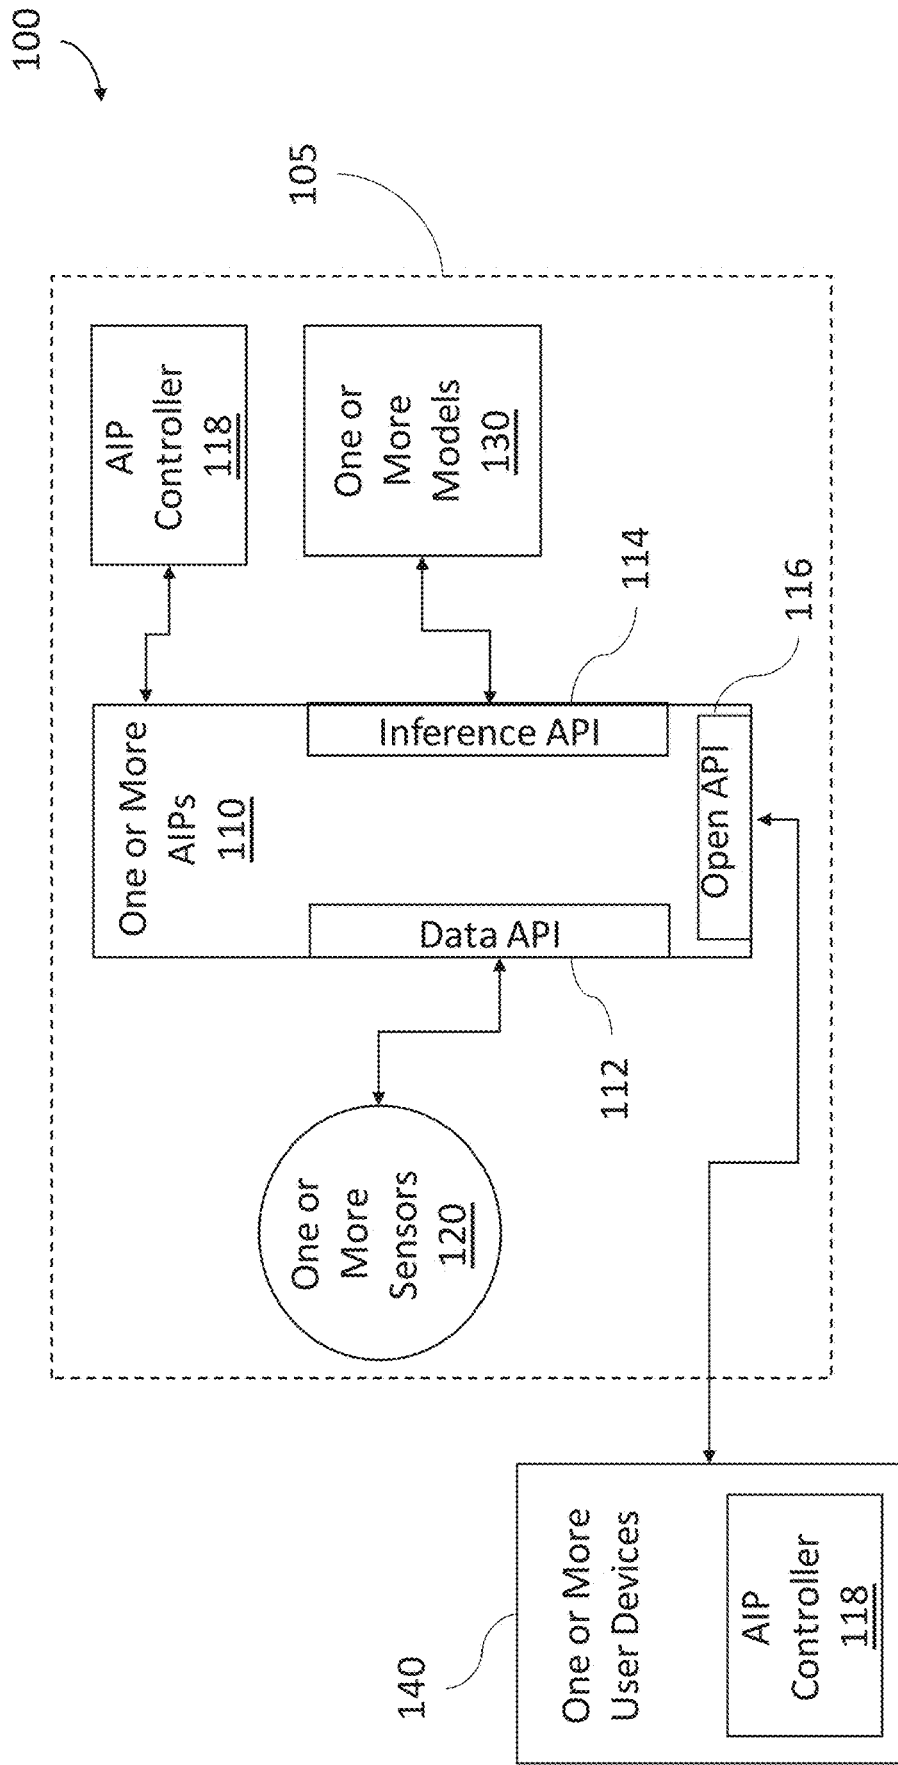 100
105
One or More
AIPs
110
AIP
Controller
118
One or
More
Sensors
120
Data API
Inference API
One or
More
Models
130
112
114
Open API
116
140
One or More
User Devices
AIP
Controller
118